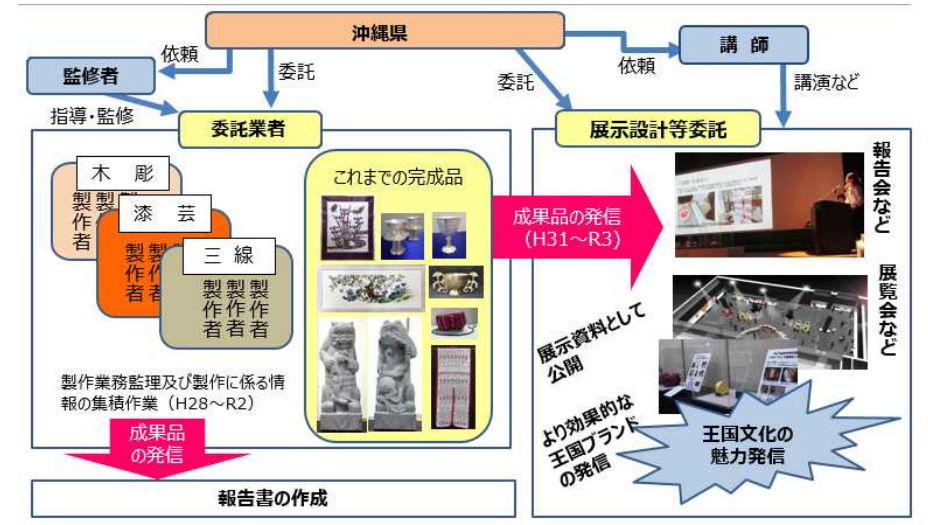 沖縄県
監修者
依頼
委託
委託
依頼
講 師
指導・監修
講演など
委託業者
展示設計等委託
木 彫
製作者
製作者
漆 芸
製作者
製作者
三 線
製作者
製作者
製作者
これまでの完成品
成果品の発信
（H31～R3）
報告会など
展覧会など
展示資料として
公開
より効果的な
王国ブランド
の発信
王国文化の
魅力発信
製作業務監理及び製作に係る情
報の集積作業（H28～R2）
成果品
の発信
報告書の作成